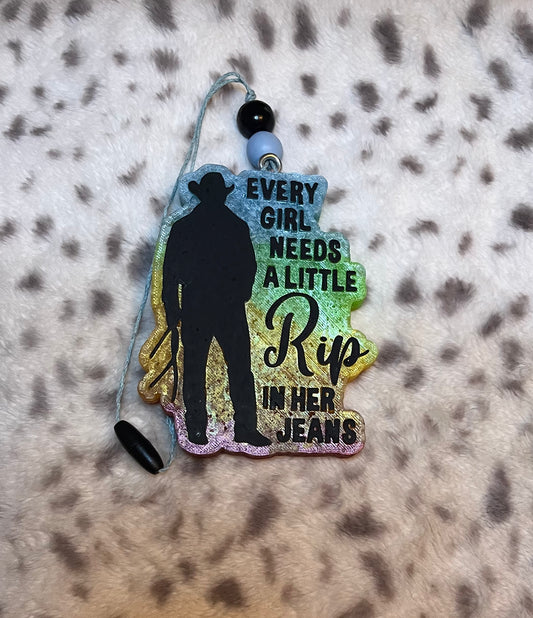 EVERY
GIRL
NEEDS
A LITTLE
Rip
IN HER
JEANS